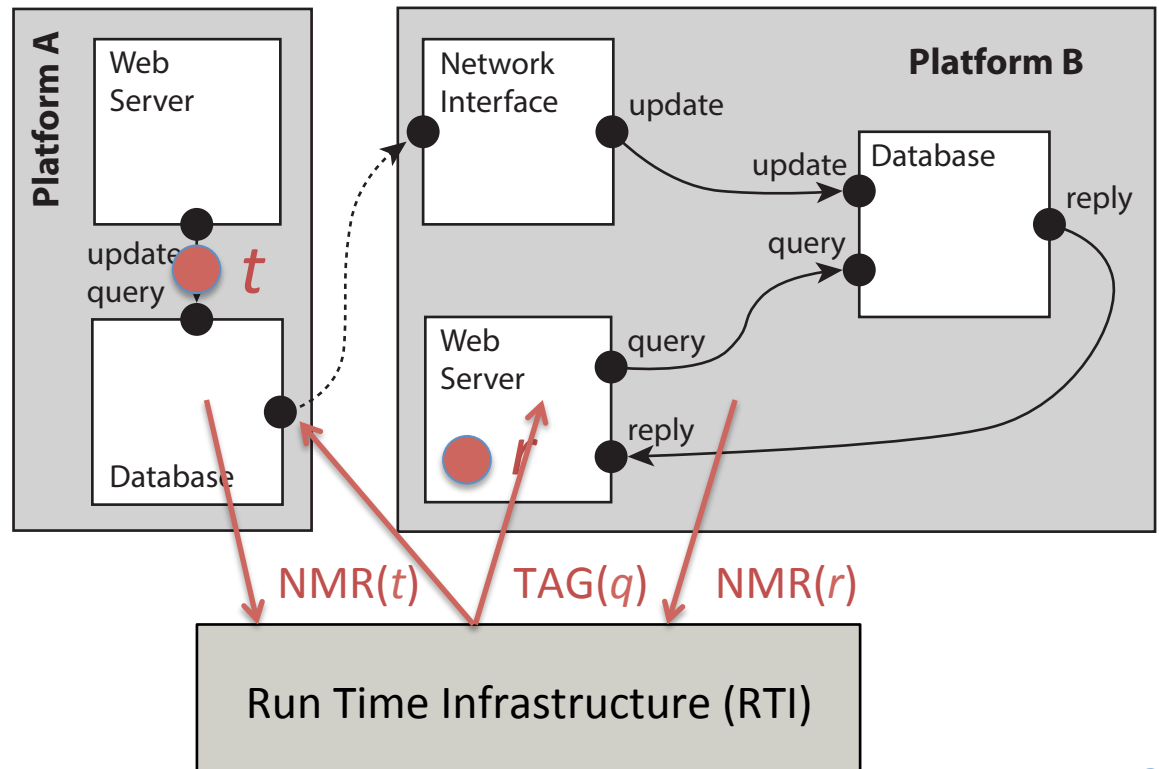 Platform A
Web
Server
update
query
t
Database
Network
Interface
update
Platform B
update
Database
query
reply
Web
Server
query
reply
r
NMR(t)
TAG(q)
NMR(r)
Run Time Infrastructure (RTI)